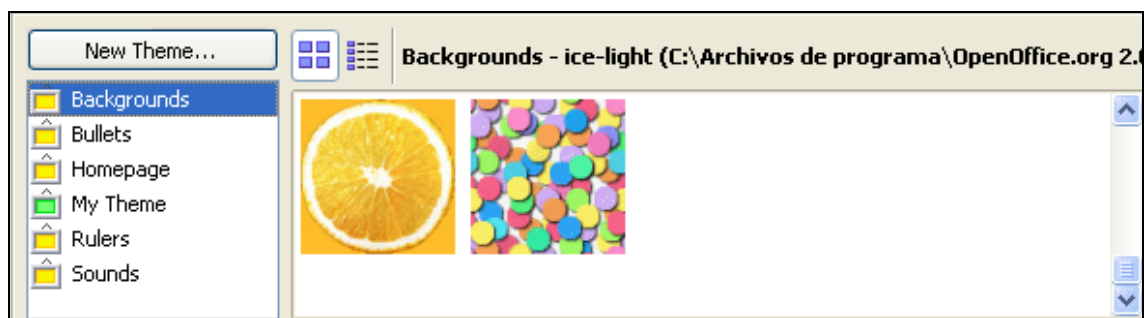 New Theme...
Backgrounds - ice-light (C:\Archivos de programa\OpenOffice.org 2.
Backgrounds
Bullets
Homepage
My Theme
Rulers
Sounds